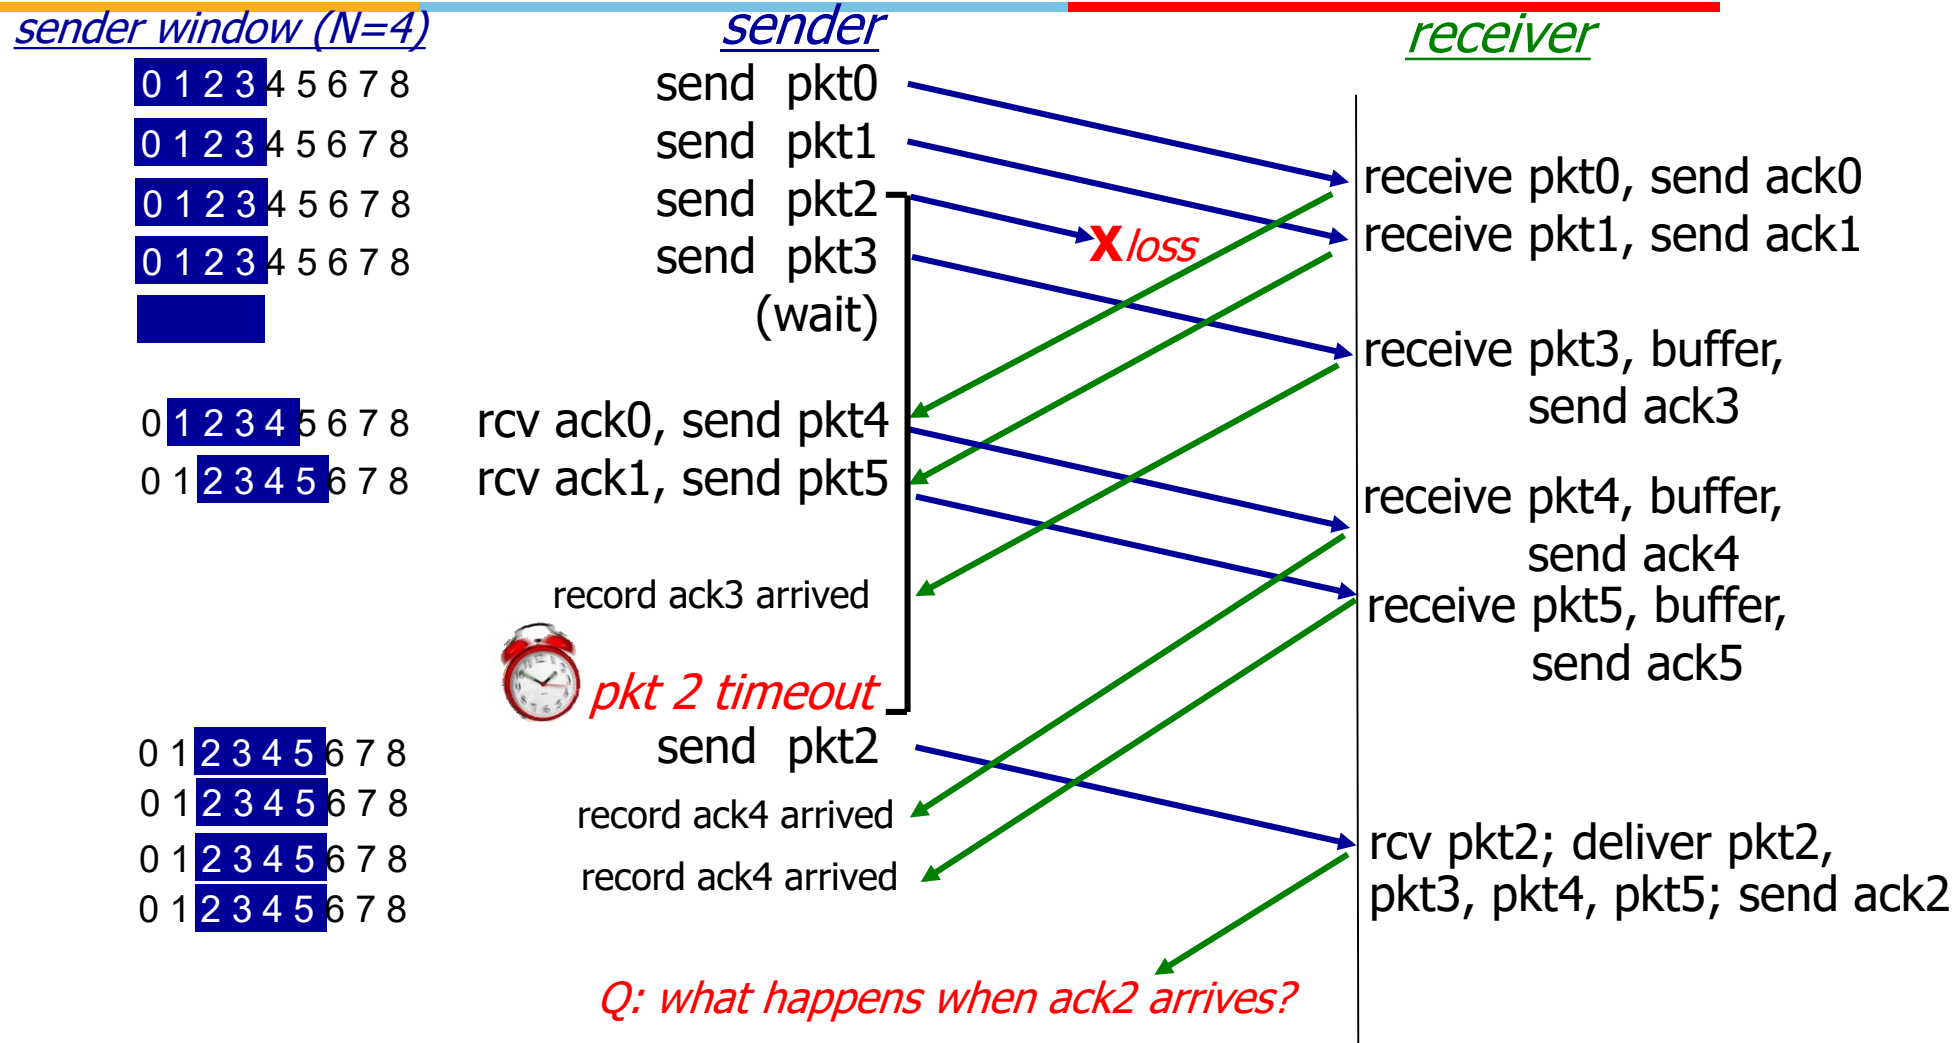 sender window (N=4)
sender
receiver
0 1 2 3 4 5 6 7 8
send pkt0
0 1 2 3 4 5 6 7 8
send pkt1
receive pkt0, send ack0
0 1 2 3 4 5 6 7 8
send pkt2
receive pkt1, send ack1
X loss
0 1 2 3 4 5 6 7 8
send pkt3
(wait)
receive pkt3, buffer,
send ack3
0 1 2 3 4 5 6 7 8
rcv ack0, send pkt4
0 1 2 3 4 5 6 7 8
rcv ack1, send pkt5
receive pkt4, buffer,
send ack4
record ack3 arrived
receive pkt5, buffer,
send ack5
pkt 2 timeout
0 1 2 3 4 5 6 7 8
send pkt2
0 1 2 3 4 5 6 7 8
record ack4 arrived
0 1 2 3 4 5 6 7 8
record ack4 arrived
rcv pkt2; deliver pkt2,
pkt3, pkt4, pkt5; send ack2
0 1 2 3 4 5 6 7 8
Q: what happens when ack2 arrives?